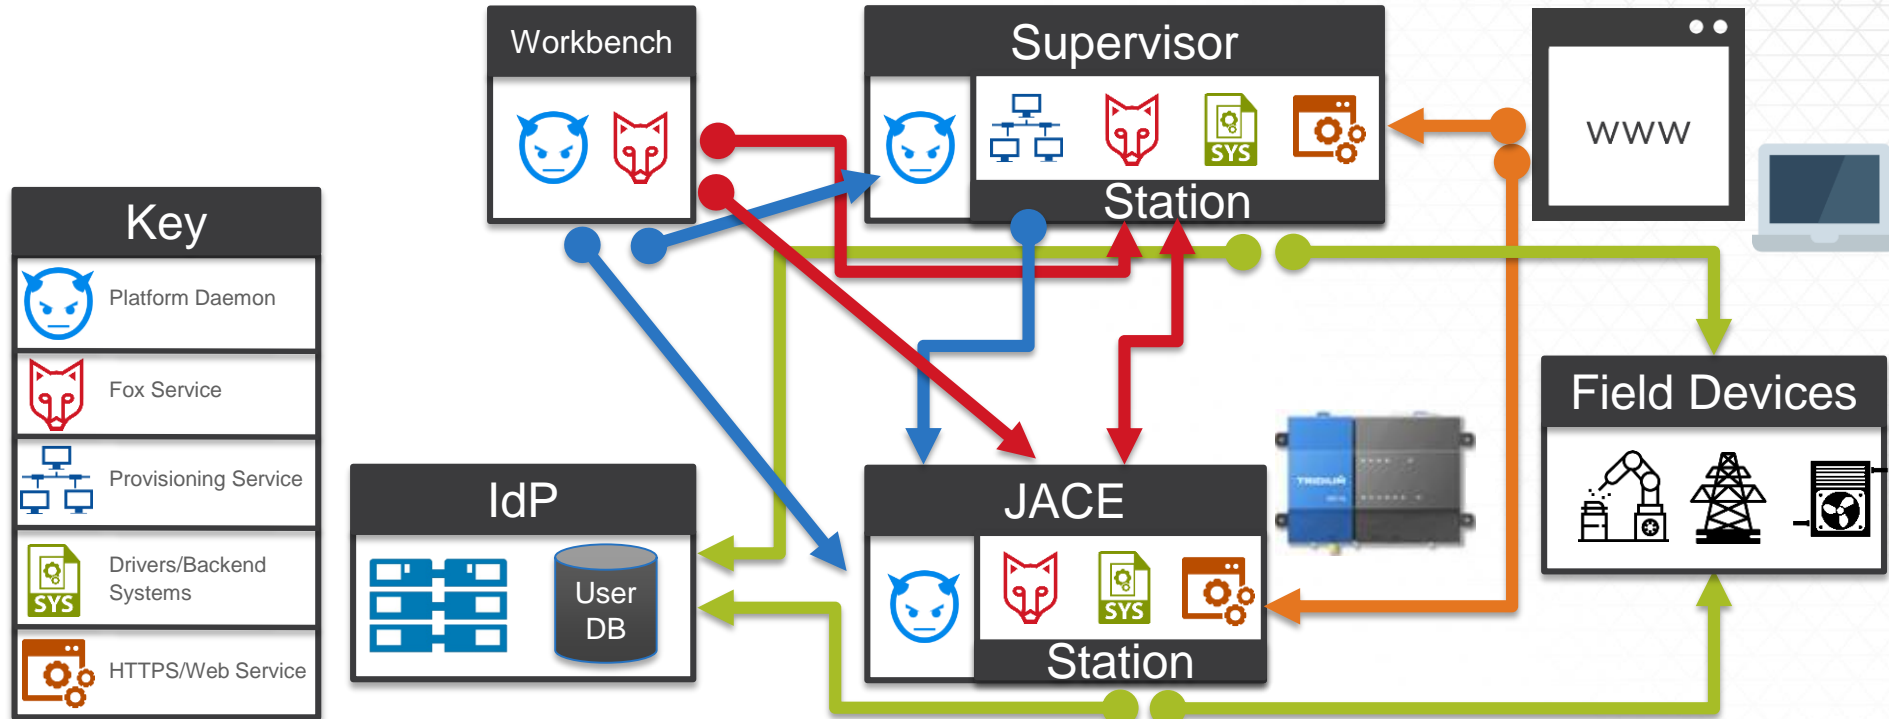 Workbench
Supervisor
Station
SYS
WWW
Key
Platform Daemon
Fox Service
Provisioning Service
Drivers/Backend
Systems
SYS
HTTPS/Web Service
IdP
User
DB
JACE
SYS
Station
TRIDIUM
Field Devices